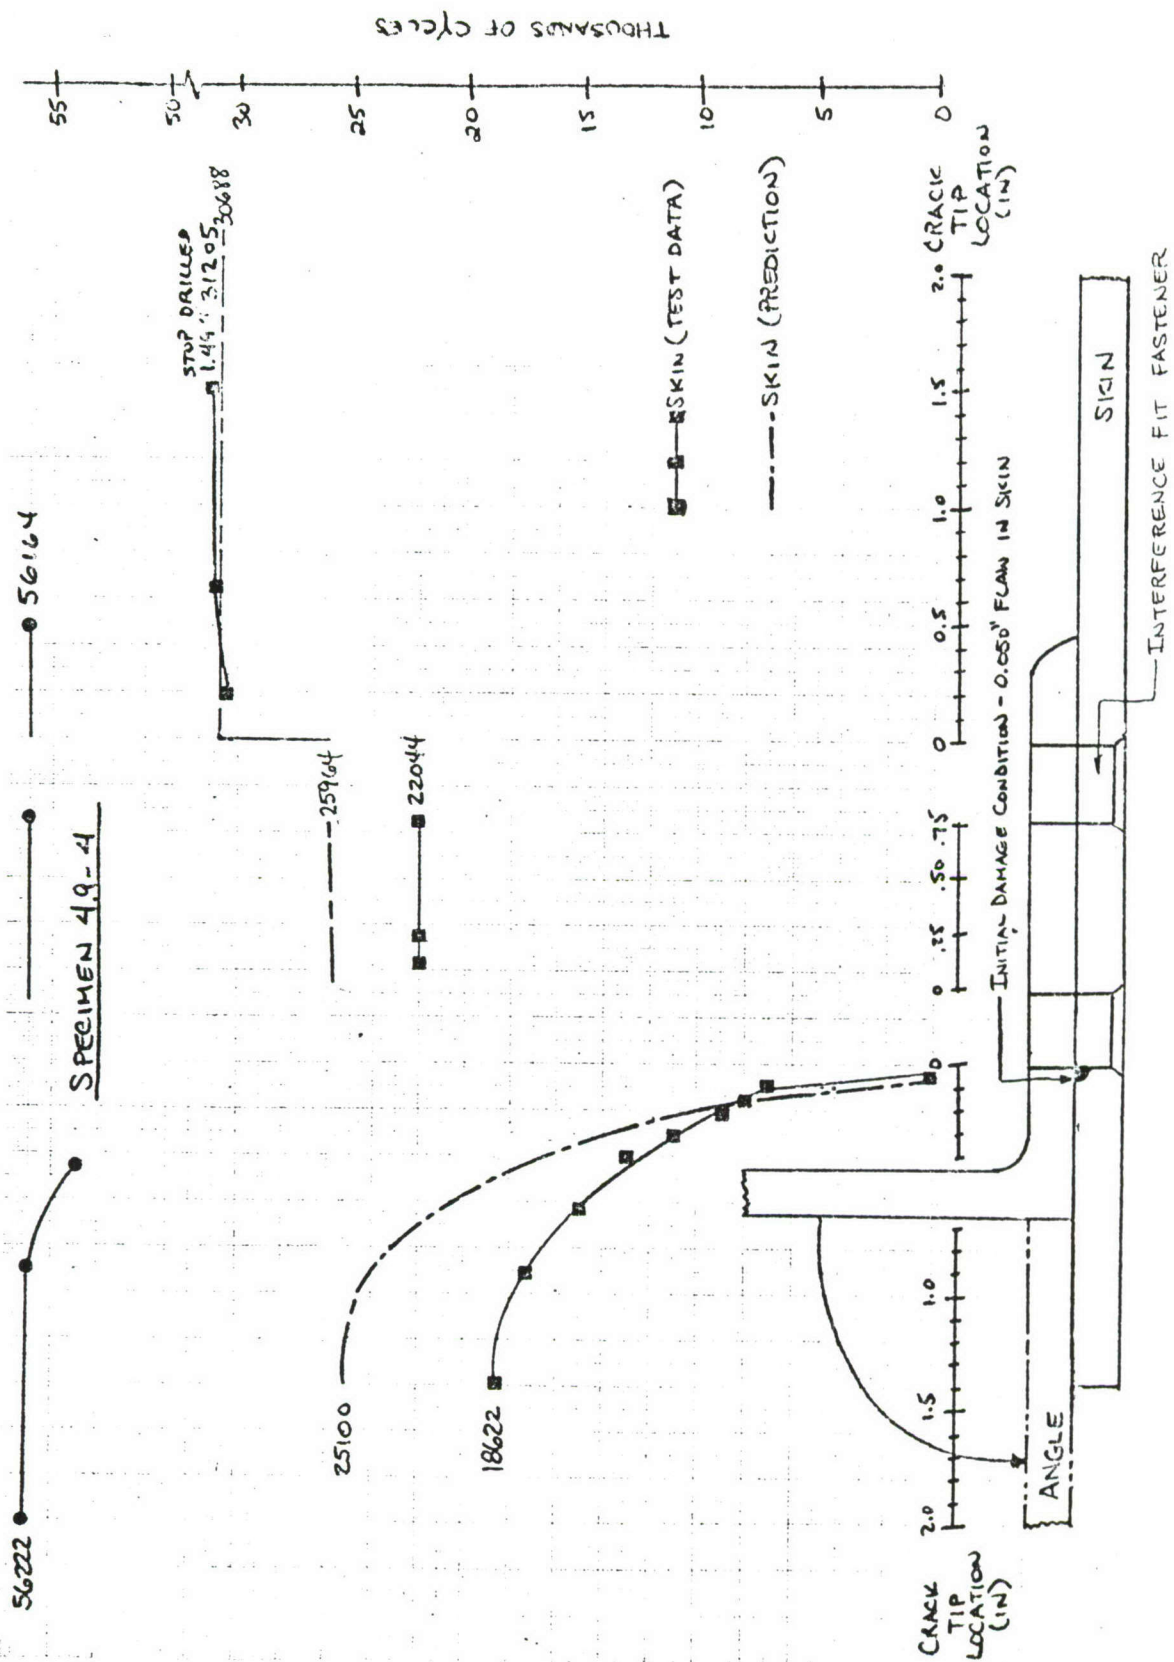 THOUSANDS OF CYCLES
55
50
30
25
20
15
10
5
0
56222
56164
SPECIMEN 4.9-4
STOP DRILLED
1.49" 31205
30688
25964
22044
25100
18622
SKIN (TEST DATA)
SKIN (PREDICTION)
CRACK
TIP
LOCATION
(IN)
2.0
1.5
1.0
0
0 .25 .50 .75
0 0.5 1.0 1.5 2.0
CRACK
TIP
LOCATION
(IN)
INITIAL DAMAGE CONDITION - 0.050" FLAW IN SKIN
ANGLE
SKIN
INTERFERENCE FIT FASTENER